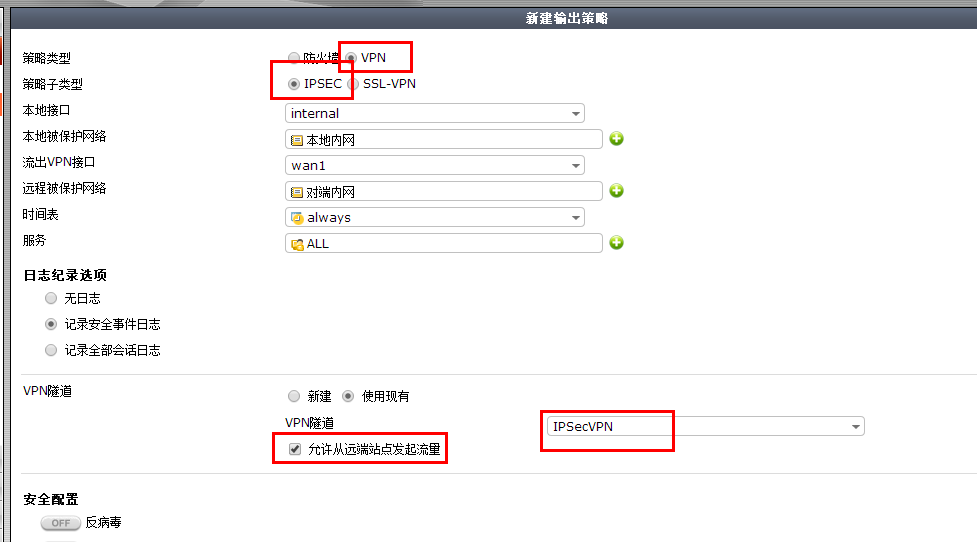 新建输出策略
策略类型 防火墙 VPN
策略子类型 IPSEC SSL-VPN
本地接口 internal
本地被保护网络 本地内网
流出VPN接口 wan1
远程被保护网络 对端内网
时间表 always
服务 ALL
日志纪录选项
无日志
记录安全事件日志
记录全部会话日志
VPN隧道 新建 使用现有
VPN隧道 IPSecVPN
允许从远端站点发起流量
安全配置
OFF 反病毒